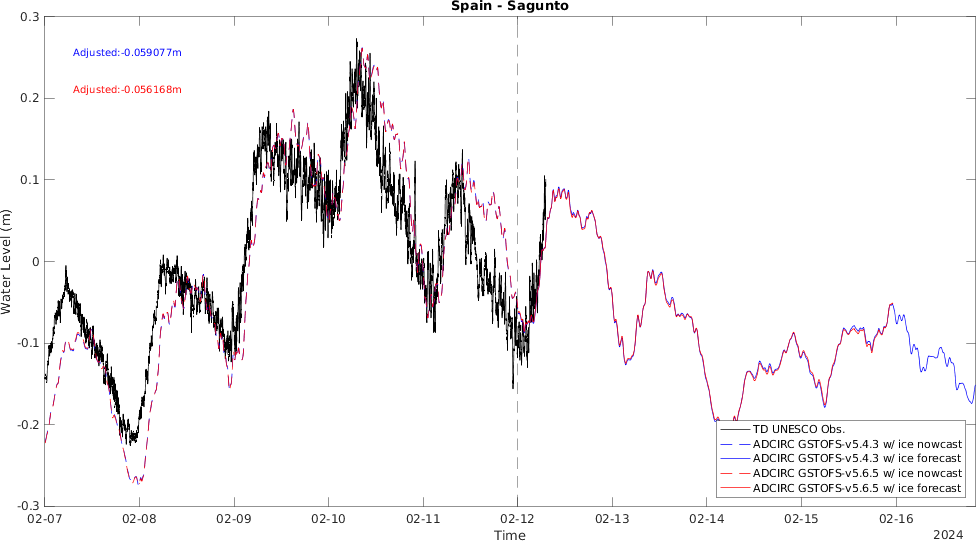 Spain - Sagunto
Adjusted:-0.059077m
Adjusted:-0.056168m
Water Level (m)
0.3
0.2
0.1
0
-0.1
-0.2
-0.3
TD UNESCO Obs.
ADCIRC GSTOFS-v5.4.3 w/ ice nowcast
ADCIRC GSTOFS-v5.4.3 w/ ice forecast
ADCIRC GSTOFS-v5.6.5 w/ ice nowcast
ADCIRC GSTOFS-v5.6.5 w/ ice forecast
02-07 02-08 02-09 02-10 02-11 02-12 02-13 02-14 02-15 02-16
Time
2024